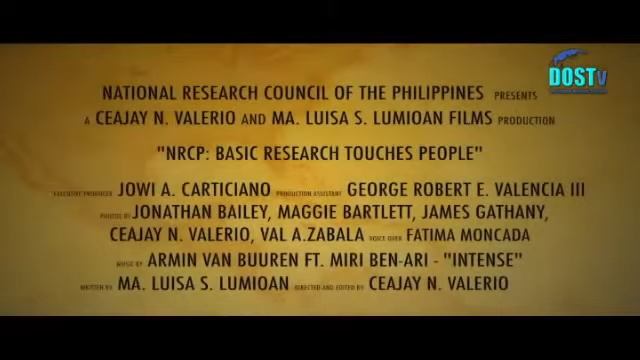 DOSTv
NATIONAL RESEARCH COUNCIL OF THE PHILIPPINES PRESENTS
A CEAJAY N. VALERIO AND MA. LUISA S. LUMIOAN FILMS PRODUCTION
"NRCP: BASIC RESEARCH TOUCHES PEOPLE"
EXECUTIVE PRODUCER JOWI A. CARTICIANO PRODUCTION ASSISTANT GEORGE ROBERT E. VALENCIA III
PHOTOS BY JONATHAN BAILEY, MAGGIE BARTLETT, JAMES GATHANY,
CEAJAY N. VALERIO, VAL A.ZABALA VOICE OVER FATIMA MONCADA
MUSIC BY ARMIN VAN BUUREN FT. MIRI BEN-ARI - "INTENSE"
WRITTEN BY MA. LUISA S. LUMIOAN DIRECTED AND EDITED BY CEAJAY N. VALERIO